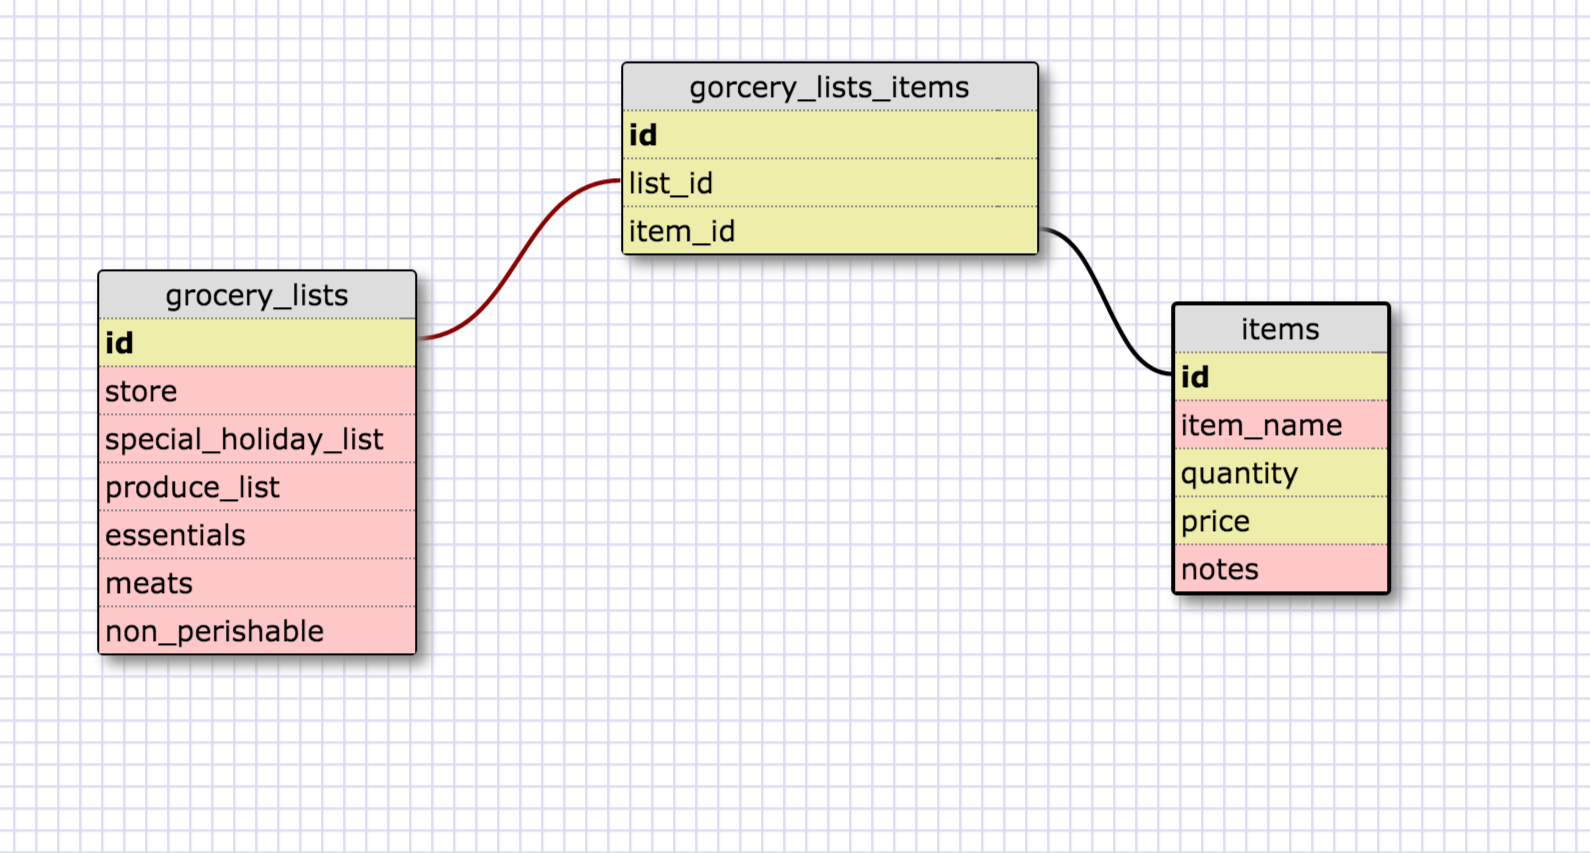 gorcery_lists_items
id
list_id
item_id
grocery_lists
id
store
special_holiday_list
produce_list
essentials
meats
non_perishable
items
id
item_name
quantity
price
notes